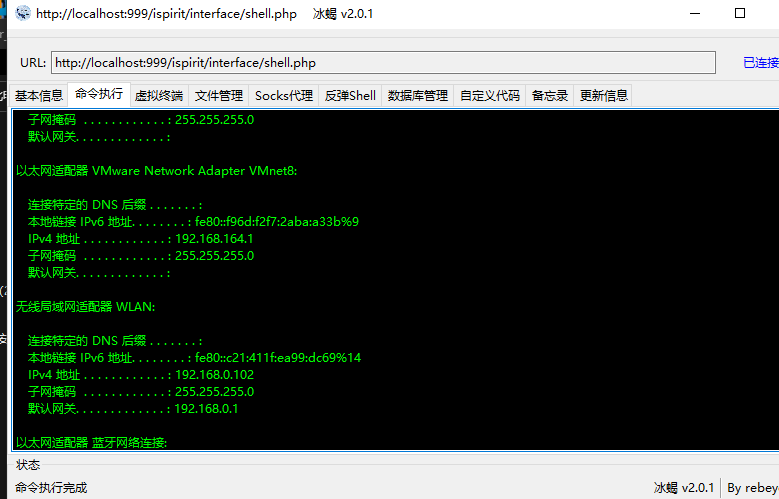 http://localhost:999/ispirit/interface/shell.php 冰蝎 v2.0.1
URL: http://localhost:999/ispirit/interface/shell.php 已连接
基本信息 命令执行 虚拟终端 文件管理 Socks代理 反弹Shell 数据库管理 自定义代码 备忘录 更新信息
子网掩码 . . . . . . . . . . . . : 255.255.255.0
默认网关. . . . . . . . . . . . . :
以太网适配器 VMware Network Adapter VMnet8:
连接特定的 DNS 后缀 . . . . . . . :
本地链接 IPv6 地址. . . . . . . . : fe80::f96d:f2f7:2aba:a33b%9
IPv4 地址 . . . . . . . . . . . . : 192.168.164.1
子网掩码 . . . . . . . . . . . . : 255.255.255.0
默认网关. . . . . . . . . . . . . :
无线局域网适配器 WLAN:
连接特定的 DNS 后缀 . . . . . . . :
本地链接 IPv6 地址. . . . . . . . : fe80::c21:411f:ea99:dc69%14
IPv4 地址 . . . . . . . . . . . . : 192.168.0.102
子网掩码 . . . . . . . . . . . . : 255.255.255.0
默认网关. . . . . . . . . . . . . : 192.168.0.1
以太网适配器 蓝牙网络连接:
状态
命令执行完成 冰蝎 v2.0.1 By rebey